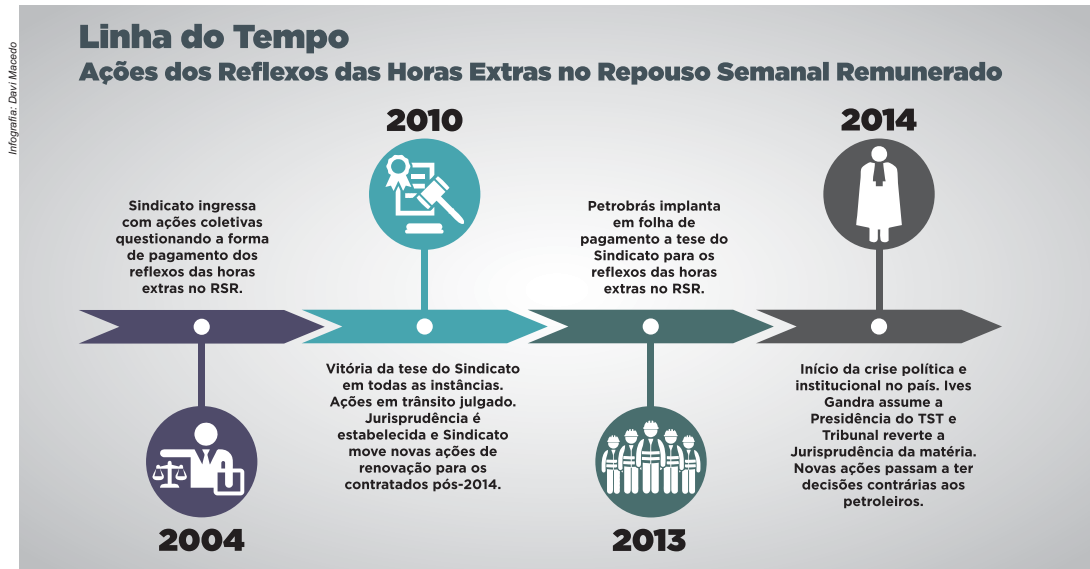 Linha do Tempo
Ações dos Reflexos das Horas Extras no Repouso Semanal Remunerado
Infografia: Davi Macedo
Sindicato ingressa
com ações coletivas
questionando a forma
de pagamento dos
reflexos das horas
extras no RSR.
2004
2010
Vitória da tese do Sindicato
em todas as instâncias.
Ações em trânsito julgado.
Jurisprudência é
estabelecida e Sindicato
move novas ações de
renovação para os
contratados pós-2014.
Petrobrás implanta
em folha de
pagamento a tese do
Sindicato para os
reflexos das horas
extras no RSR.
2013
2014
Início da crise política e
institucional no país. Ives
Gandra assume a
Presidência do TST e
Tribunal reverte a
Jurisprudência da matéria.
Novas ações passam a ter
decisões contrárias aos
petroleiros.